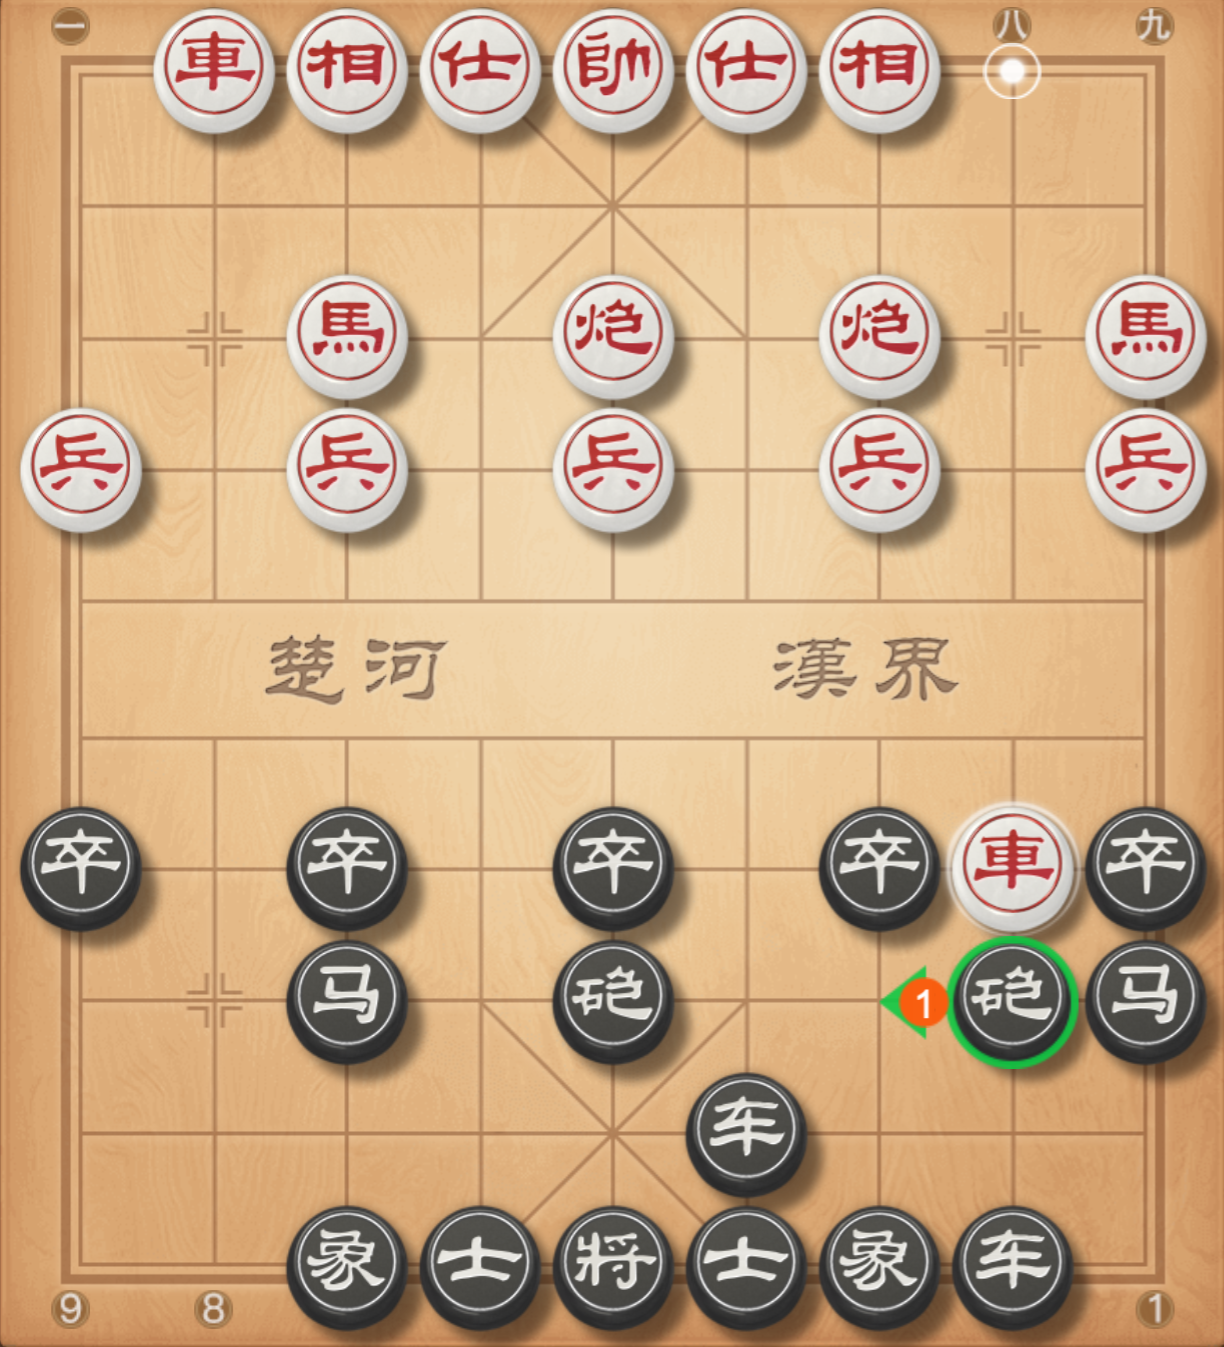 一 八 九
車 相 仕 帥 仕 相
馬 炮 炮 馬
兵 兵 兵 兵 兵
楚河 漢界
卒 卒 卒 卒 車 卒
马 砲 1 砲 马
车
象 士 將 士 象 车
9 8 1